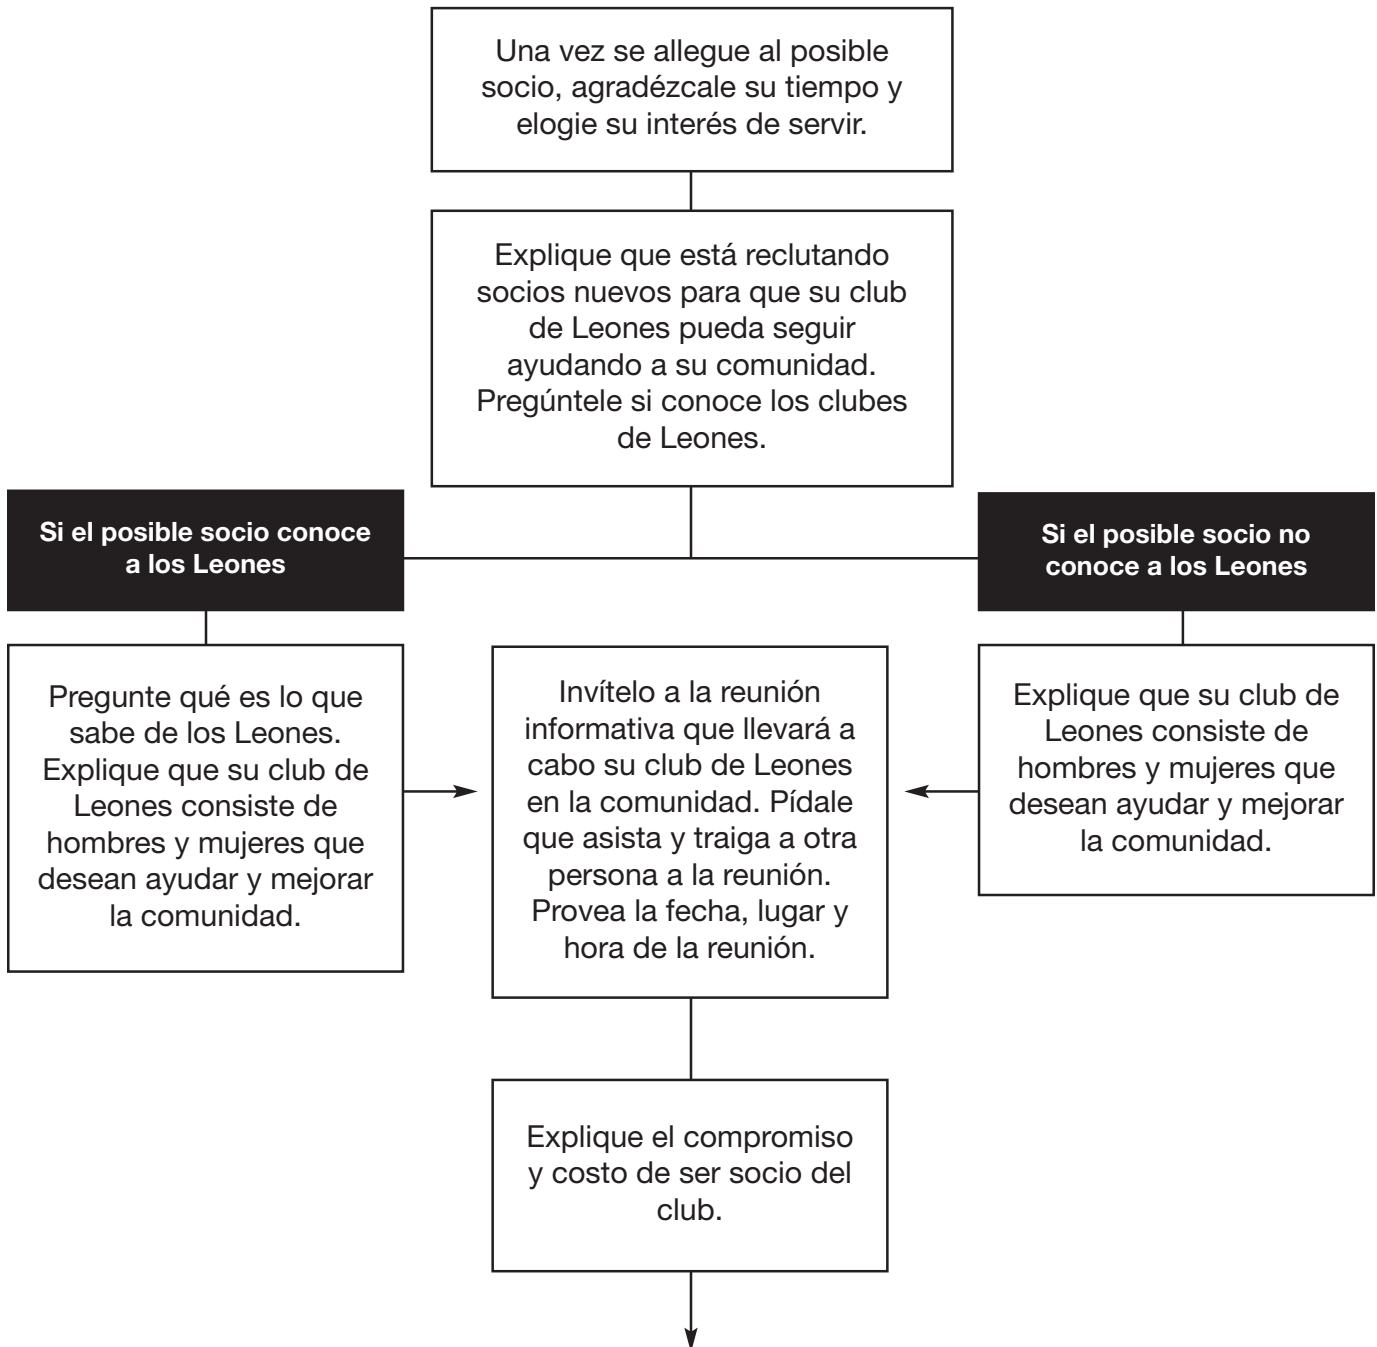 Una vez se allegue al posible
socio, agradézcale su tiempo y
elogie su interés de servir.
Explique que está reclutando
socios nuevos para que su club
de Leones pueda seguir
ayudando a su comunidad.
Pregúntele si conoce los clubes
de Leones.
Si el posible socio conoce
a los Leones
Si el posible socio no
conoce a los Leones
Pregunte qué es lo que
sabe de los Leones.
Explique que su club de
Leones consiste de
hombres y mujeres que
desean ayudar y mejorar
la comunidad.
Invítelo a la reunión
informativa que llevará a
cabo su club de Leones
en la comunidad. Pídale
que asista y traiga a otra
persona a la reunión.
Provea la fecha, lugar y
hora de la reunión.
Explique que su club de
Leones consiste de
hombres y mujeres que
desean ayudar y mejorar
la comunidad.
Explique el compromiso
y costo de ser socio del
club.